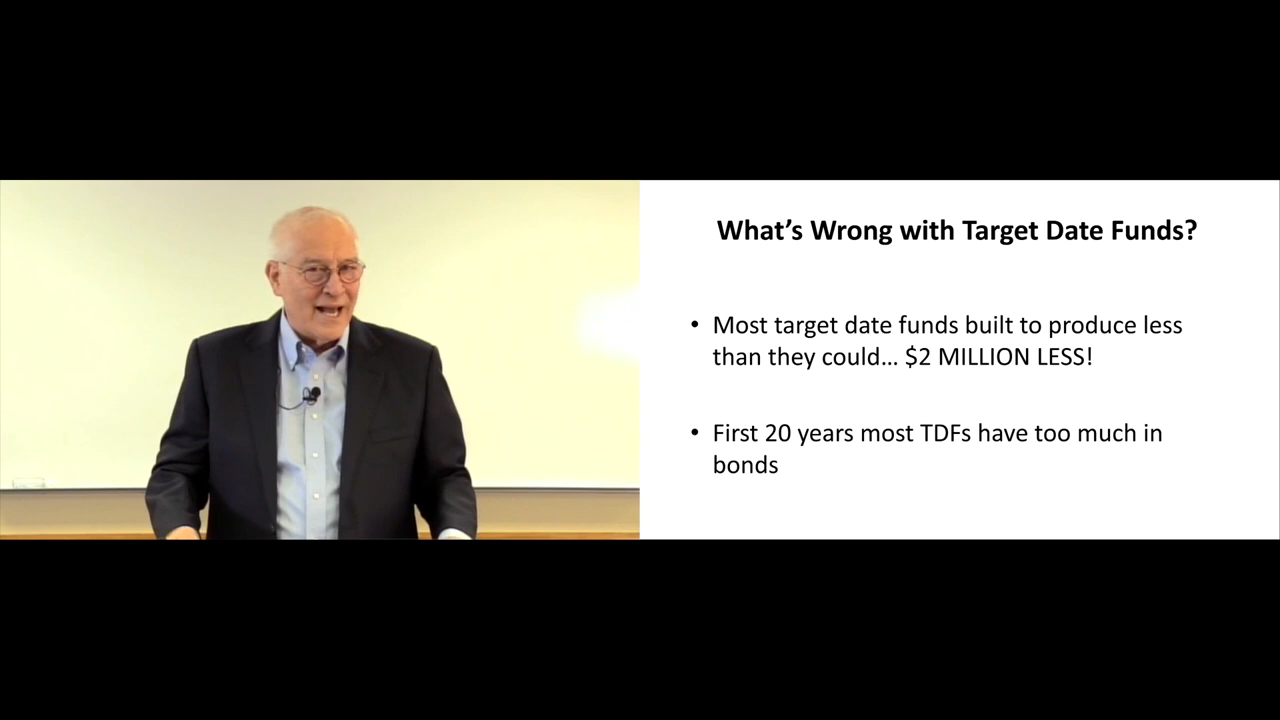 What’s Wrong with Target Date Funds?
• Most target date funds built to produce less
than they could... $2 MILLION LESS!
• First 20 years most TDFs have too much in
bonds